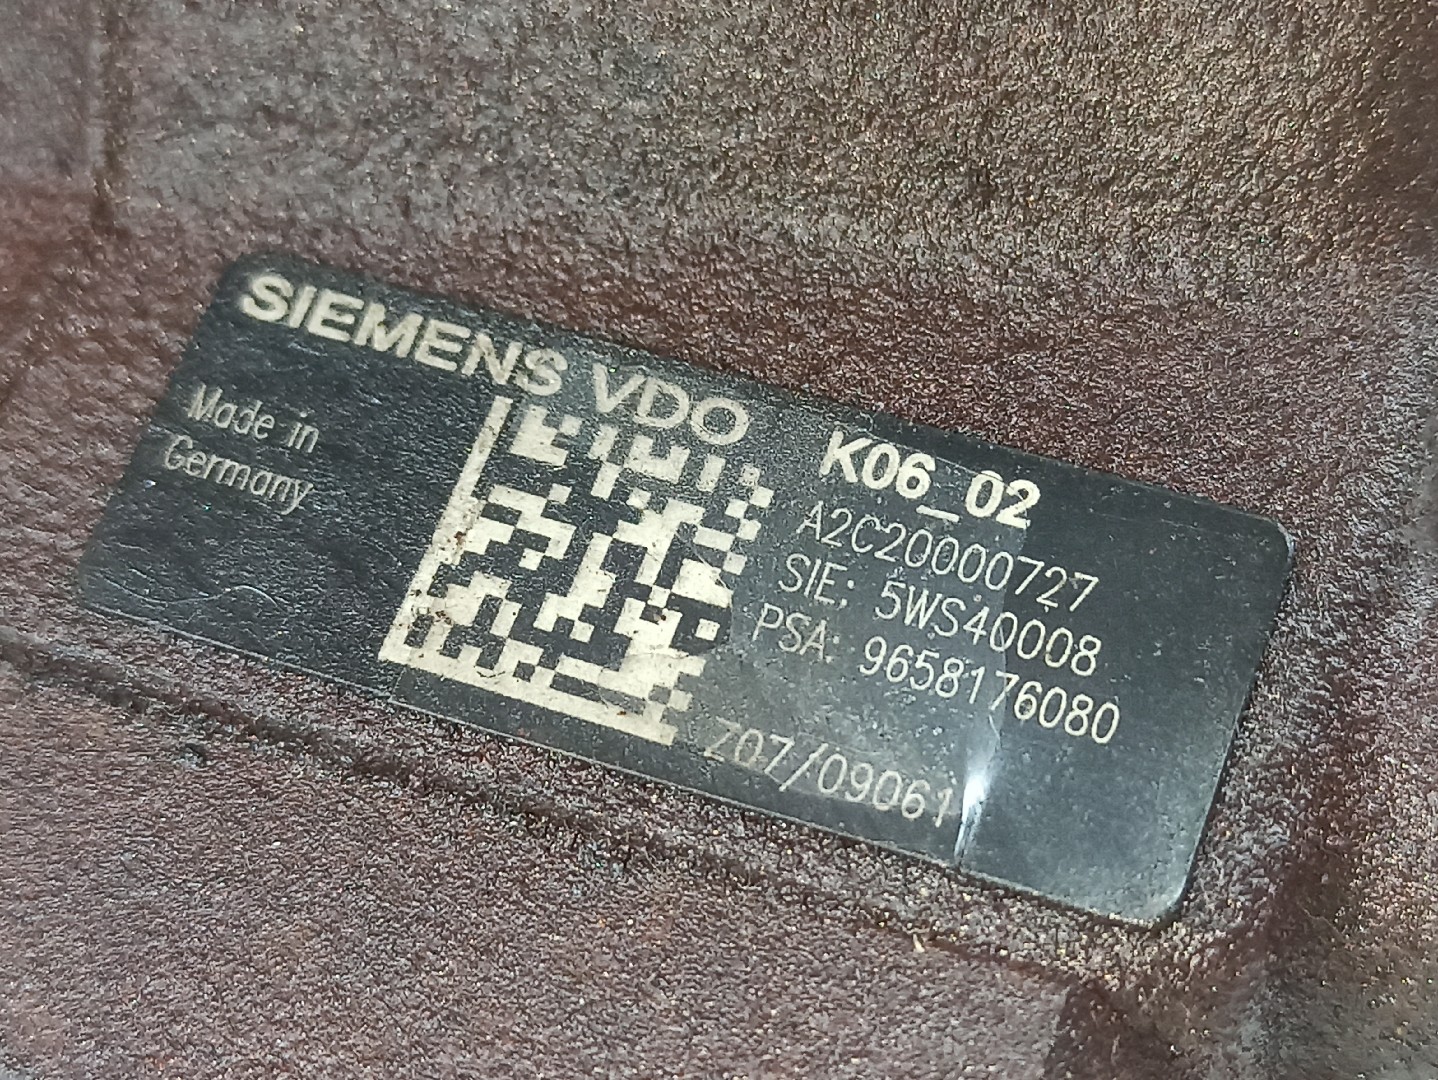 SIEMENS VDO
Made in
Germany
K06_02
A2C20000727
SIE: 5WS40008
PSA: 9658176080
Z07/09061